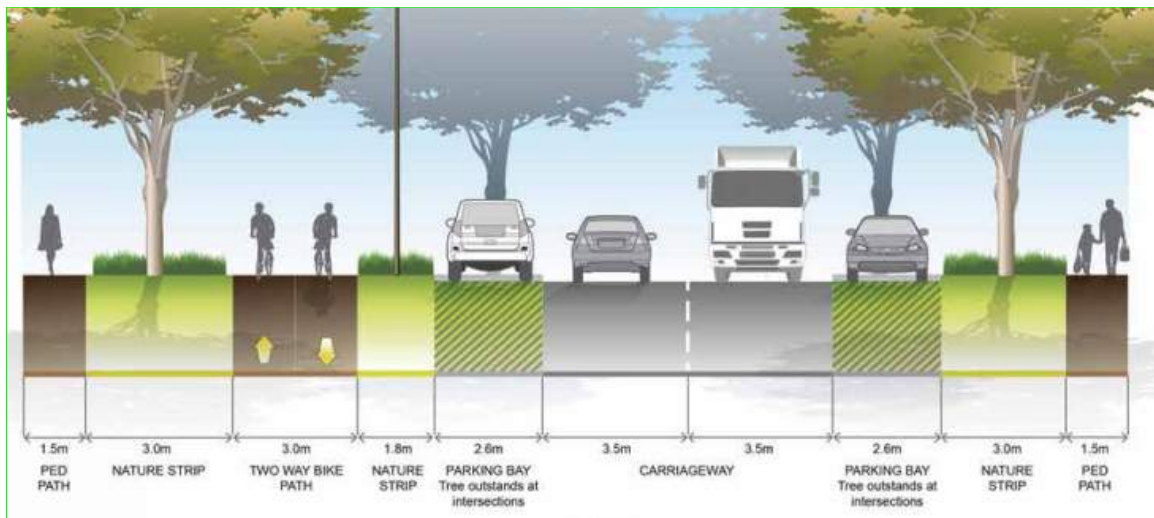 1.5m 3.0m 3.0m 1.8m 2.6m 3.5m 3.5m 2.6m 3.0m 1.5m
PED
PATH
NATURE STRIP
TWO WAY BIKE
PATH
NATURE
STRIP
PARKING BAY
Tree outstands at
intersections
CARRIAGEWAY
PARKING BAY
Tree outstands at
intersections
NATURE
STRIP
PED
PATH